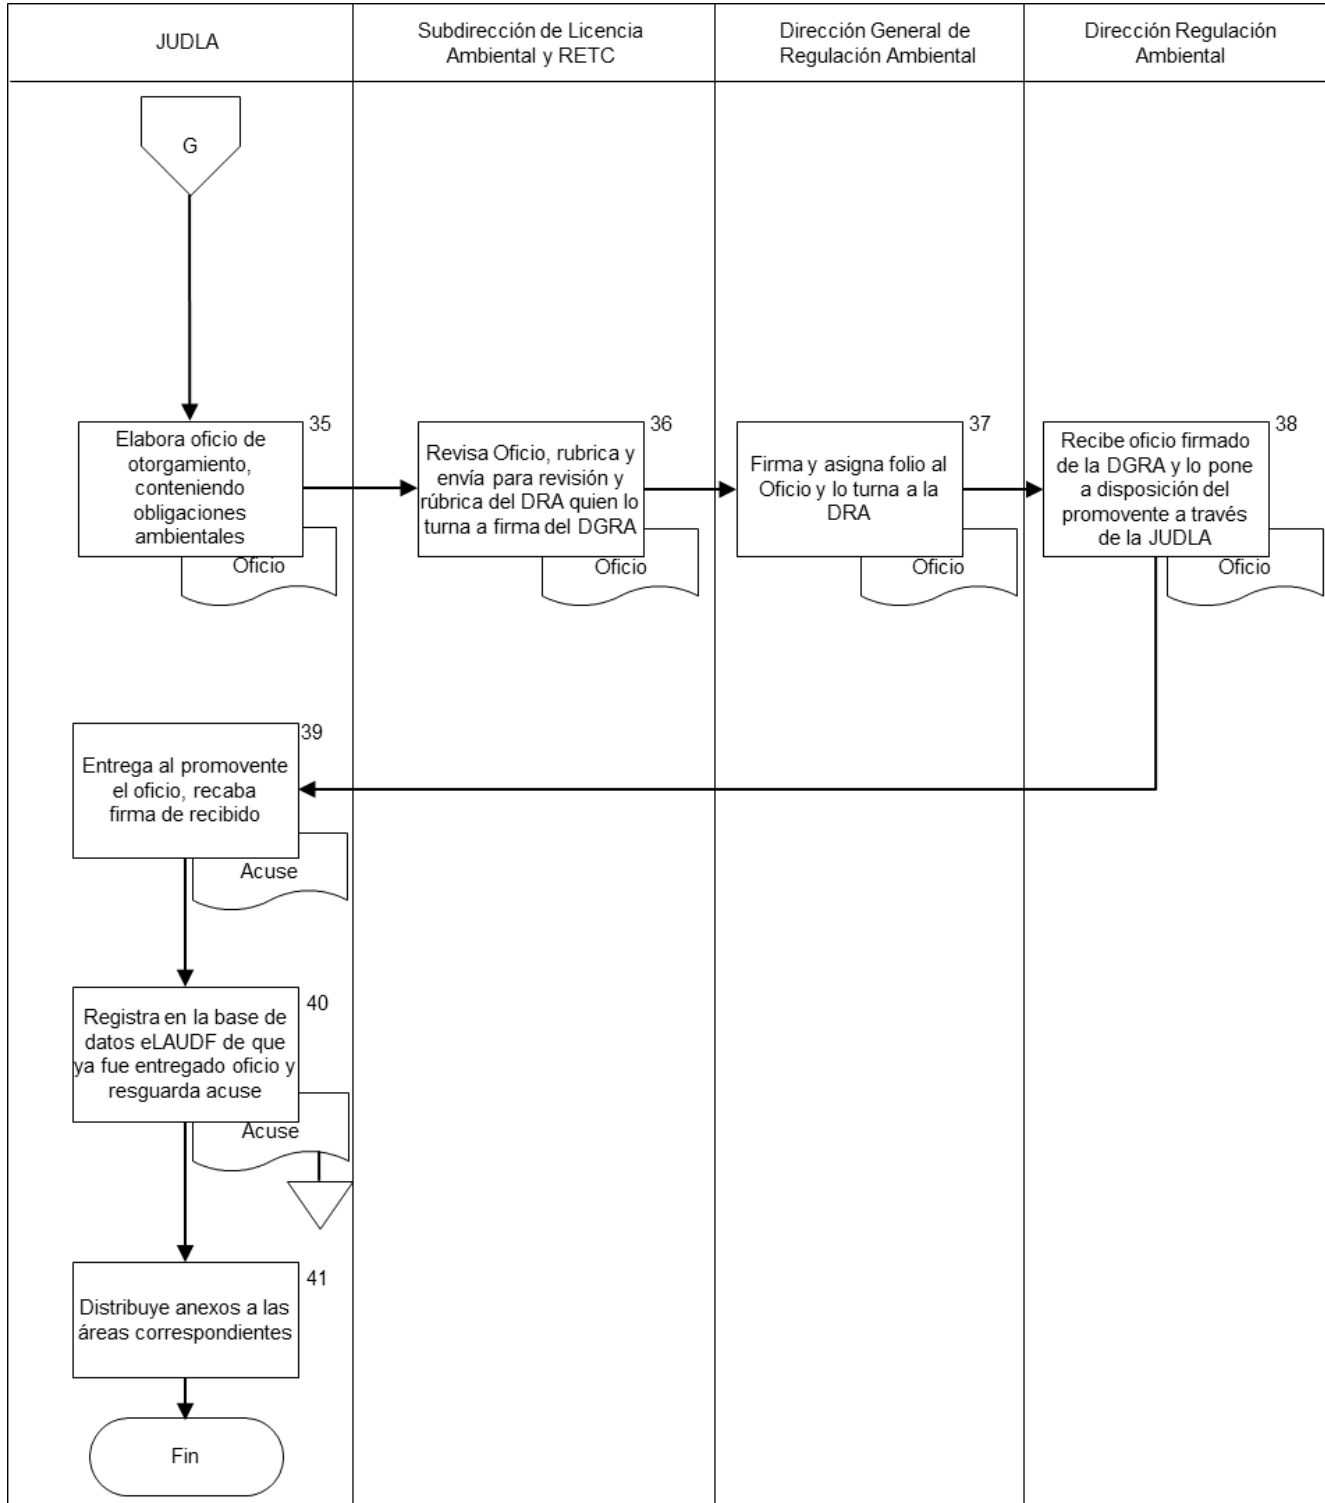 JUDLA
Subdirección de Licencia
Ambiental y RETC
Dirección General de
Regulación Ambiental
Dirección Regulación
Ambiental
G
35
Elabora oficio de
otorgamiento,
conteniendo
obligaciones
ambientales
Oficio
36
Revisa Oficio, rubrica y
envía para revisión y
rúbrica del DRA quien lo
turna a firma del DGRA
Oficio
37
Firma y asigna folio al
Oficio y lo turna a la
DRA
Oficio
38
Recibe oficio firmado
de la DGRA y lo pone
a disposición del
promovente a través
de la JUDLA
Oficio
39
Entrega al promovente
el oficio, recaba
firma de recibido
Acuse
40
Registra en la base de
datos eLAUDF de que
ya fue entregado oficio y
resguarda acuse
Acuse
41
Distribuye anexos a las
áreas correspondientes
Fin